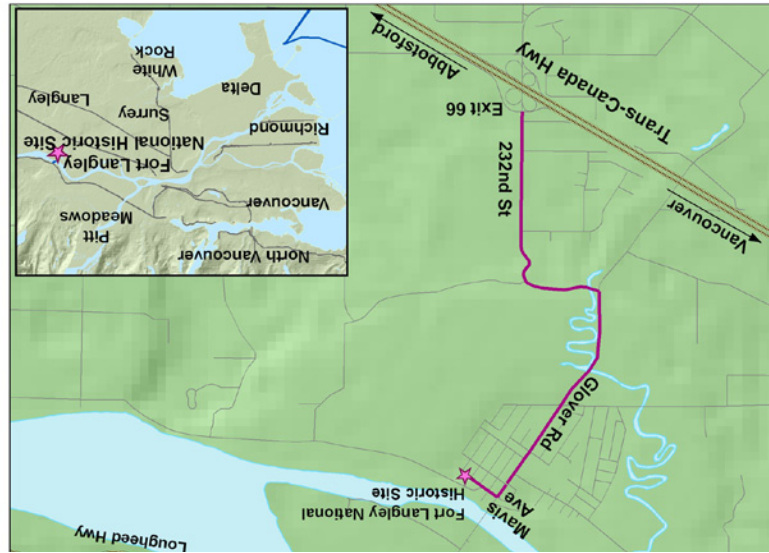 Lougheed Hwy
Mavis
Ave
Fort Langley National
Historic Site
Glover Rd
232nd St
Vancouver
Trans-Canada Hwy
Exit 66
Abbotsford
North Vancouver
Pitt
Meadows
Vancouver
Fort Langley
National Historic Site
Richmond
Surrey
Langley
Delta
White
Rock